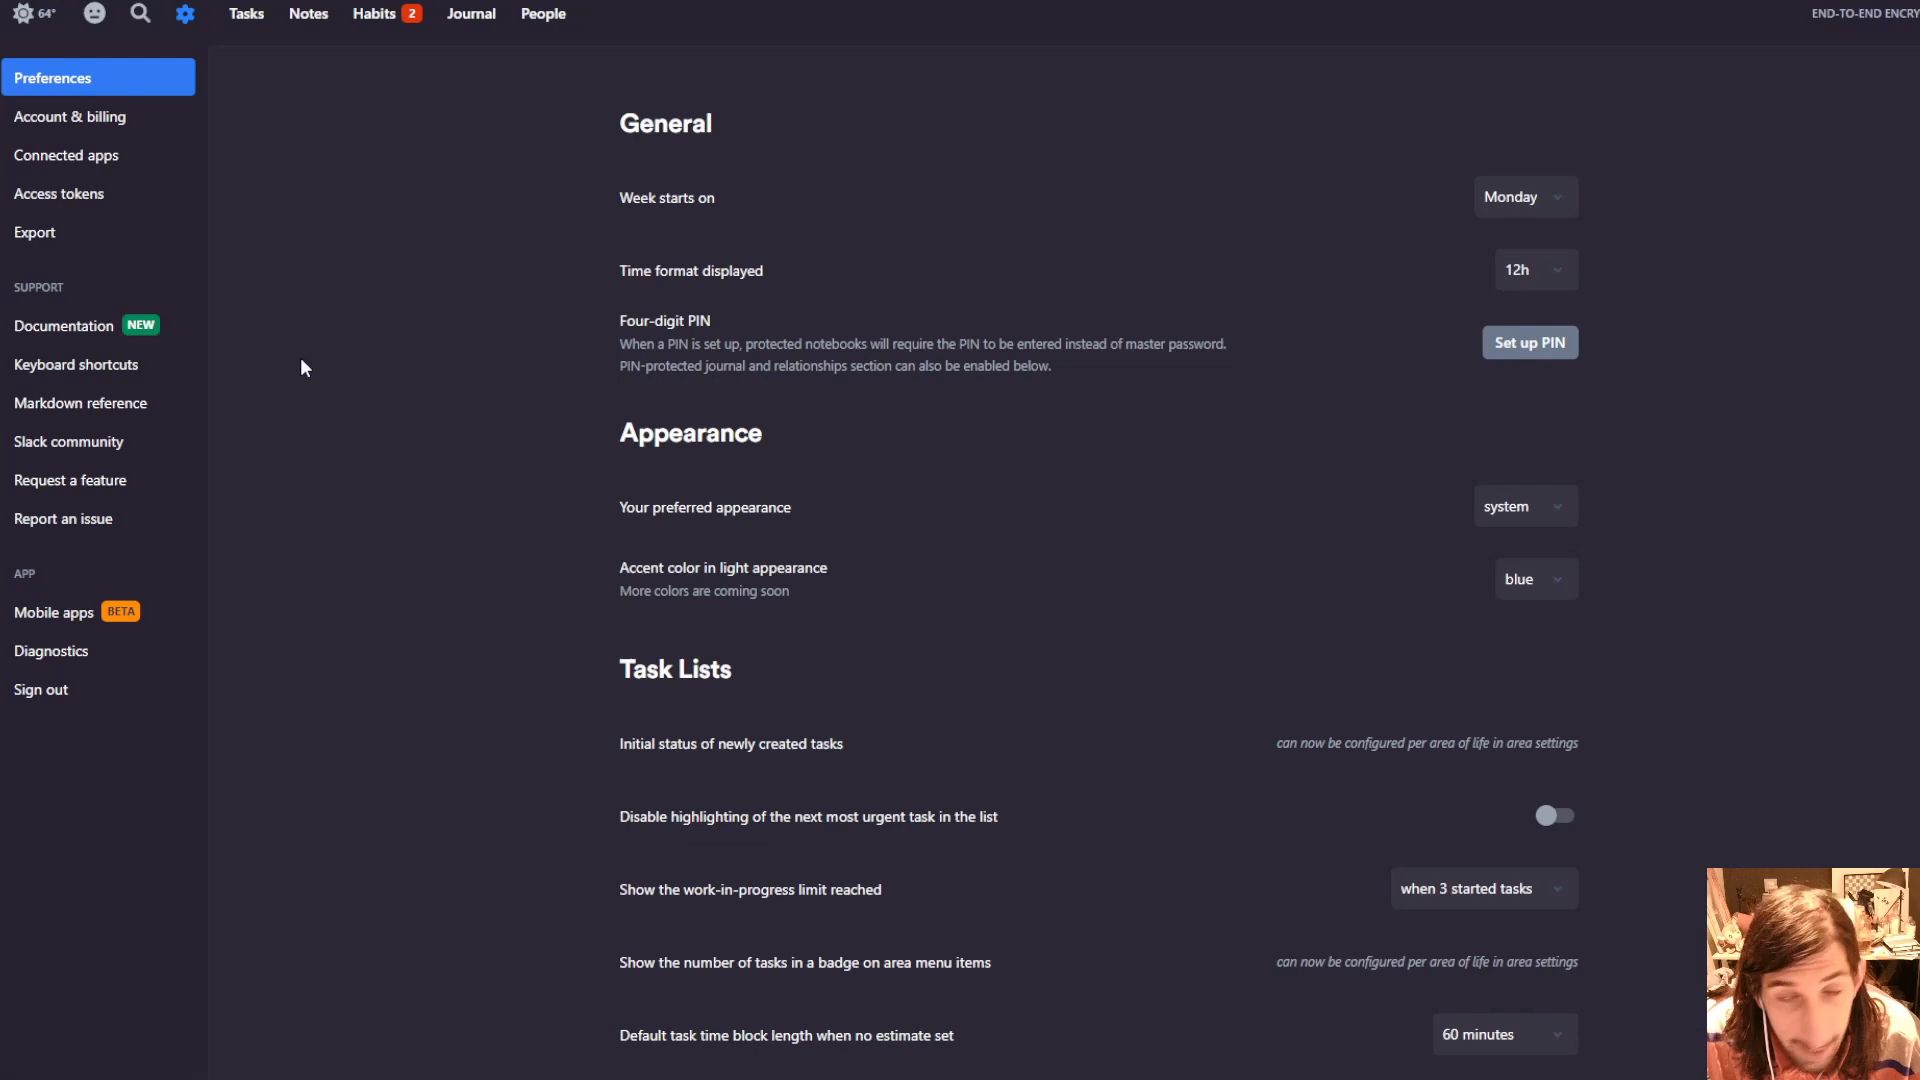 64°
Tasks
Notes
Habits 2
Journal
People
END-TO-END ENCRY
Preferences
Account & billing
Connected apps
Access tokens
Export
SUPPORT
Documentation NEW
Keyboard shortcuts
Markdown reference
Slack community
Request a feature
Report an issue
APP
Mobile apps BETA
Diagnostics
Sign out
General
Week starts on
Monday
Time format displayed
12h
Four-digit PIN
When a PIN is set up, protected notebooks will require the PIN to be entered instead of master password.
PIN-protected journal and relationships section can also be enabled below.
Set up PIN
Appearance
Your preferred appearance
system
Accent color in light appearance
More colors are coming soon
blue
Task Lists
Initial status of newly created tasks
can now be configured per area of life in area settings
Disable highlighting of the next most urgent task in the list
Show the work-in-progress limit reached
when 3 started tasks
Show the number of tasks in a badge on area menu items
can now be configured per area of life in area settings
Default task time block length when no estimate set
60 minutes